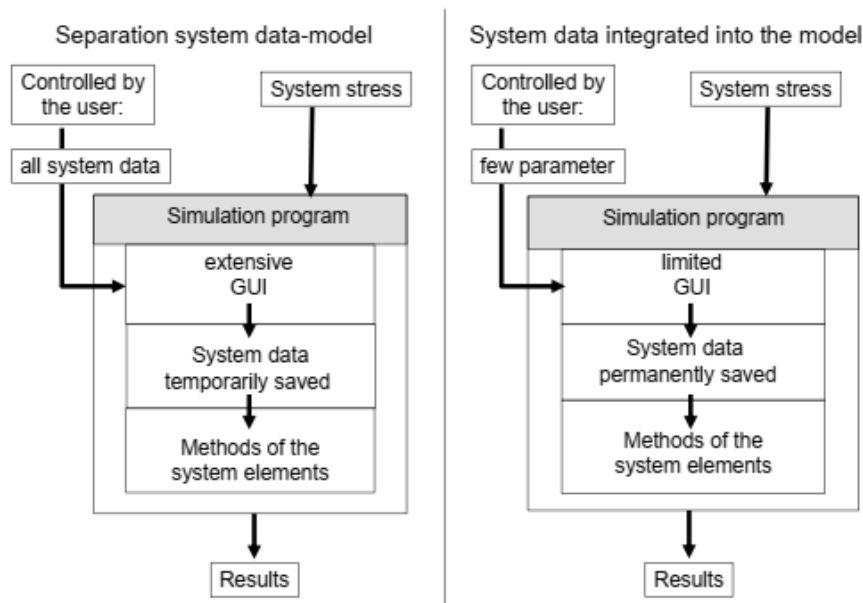 Separation system data-model
Controlled by
the user:
System stress
all system data
Simulation program
extensive
GUI
System data
temporarily saved
Methods of the
system elements
Results
System data integrated into the model
Controlled by
the user:
System stress
few parameter
Simulation program
limited
GUI
System data
permanently saved
Methods of the
system elements
Results